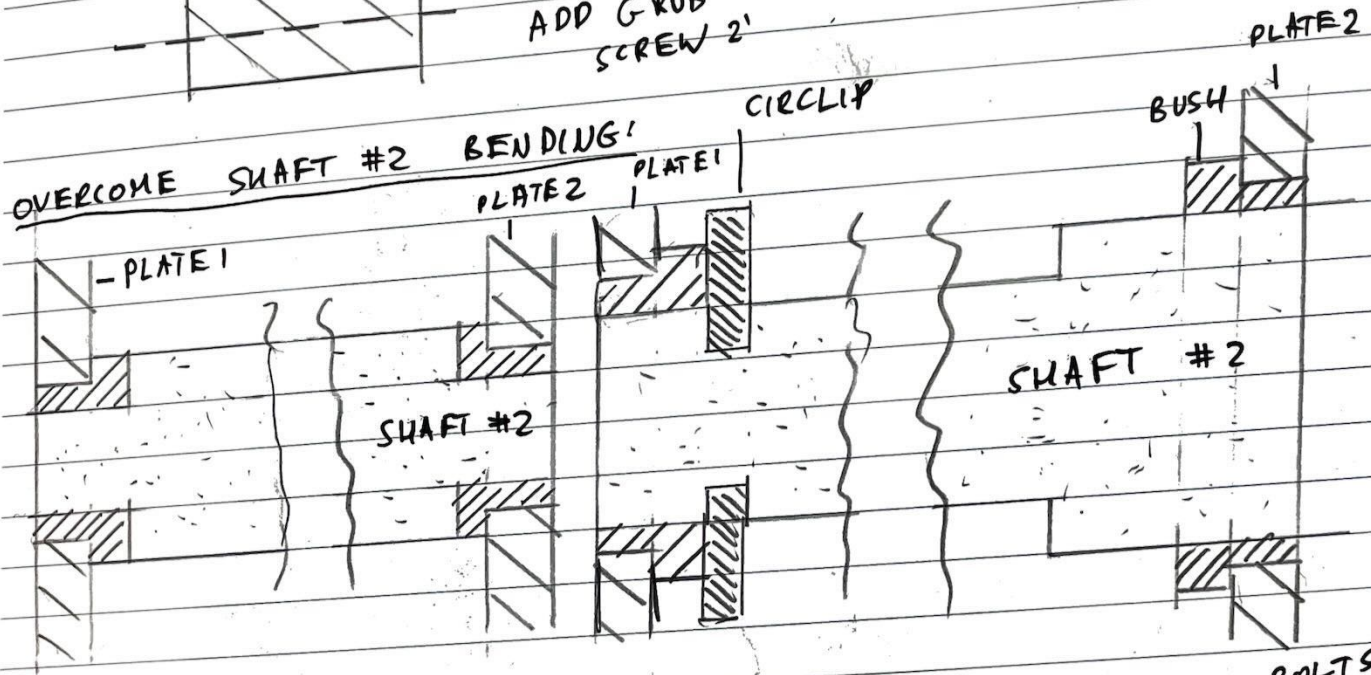 ADD GRUB
SCREW 2'
PLATE 2
CIRCLIP
BUSH
OVERCOME SHAFT #2 BENDING:
PLATE 1
PLATE 2
- PLATE 1
SHAFT #2
SHAFT #2
BOLTS